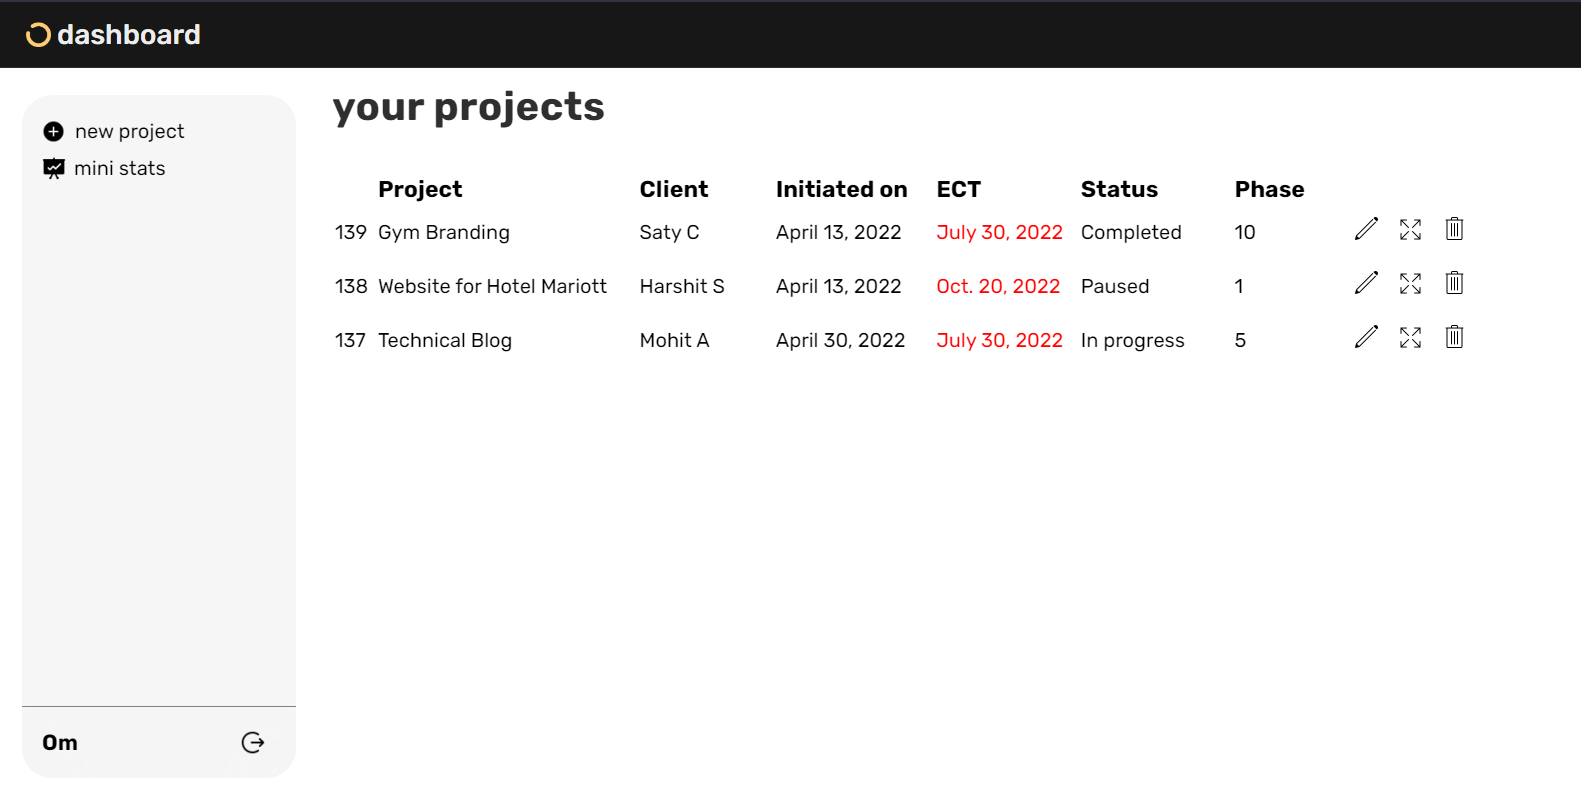 dashboard
new project
mini stats
your projects
Project Client Initiated on ECT Status Phase
139 Gym Branding Saty C April 13, 2022 July 30, 2022 Completed 10
138 Website for Hotel Mariott Harshit S April 13, 2022 Oct. 20, 2022 Paused 1
137 Technical Blog Mohit A April 30, 2022 July 30, 2022 In progress 5
Om